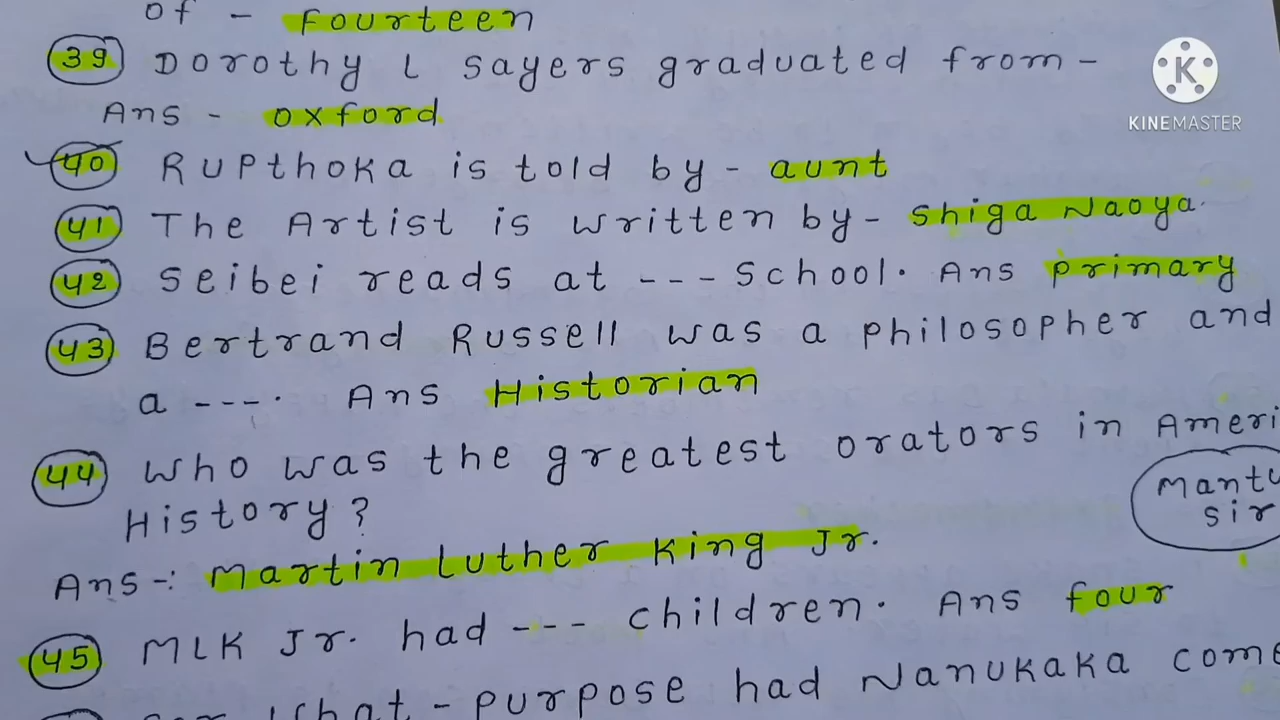 of - fourteen
39 Dorothy L sayers graduated from -
Ans - oxford
KINEMASTER
40 RUPthoKa is told by - aunt
41 The Artist is written by - Shiga Naoya.
42 Seibei reads at --- School. Ans primary
43 Bertrand Russell was a philosopher and
a ---. Ans Historian
44 Who was the greatest orators in Ameri
History?
Mantu
sir
Ans -: Martin Luther King Jr.
45 MLK Jr. had --- children. Ans four
what - purpose had Nanukaka come